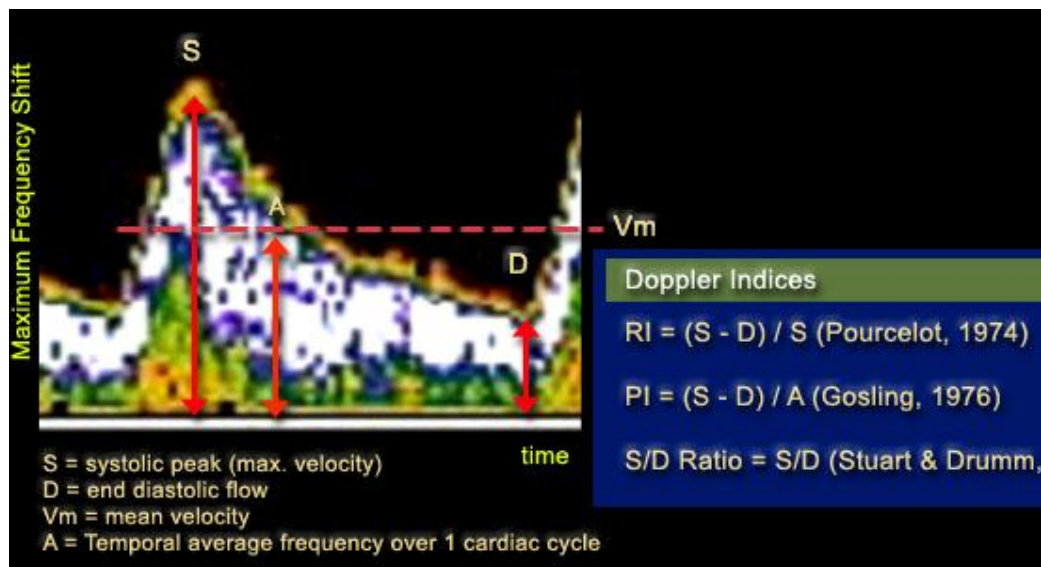 S
Maximum Frequency Shift
A
Vm
D
Doppler Indices
RI = (S - D) / S (Pourcelot, 1974)
PI = (S - D) / A (Gosling, 1976)
S/D Ratio = S/D (Stuart & Drumm,
time
S = systolic peak (max. velocity)
D = end diastolic flow
Vm = mean velocity
A = Temporal average frequency over 1 cardiac cycle